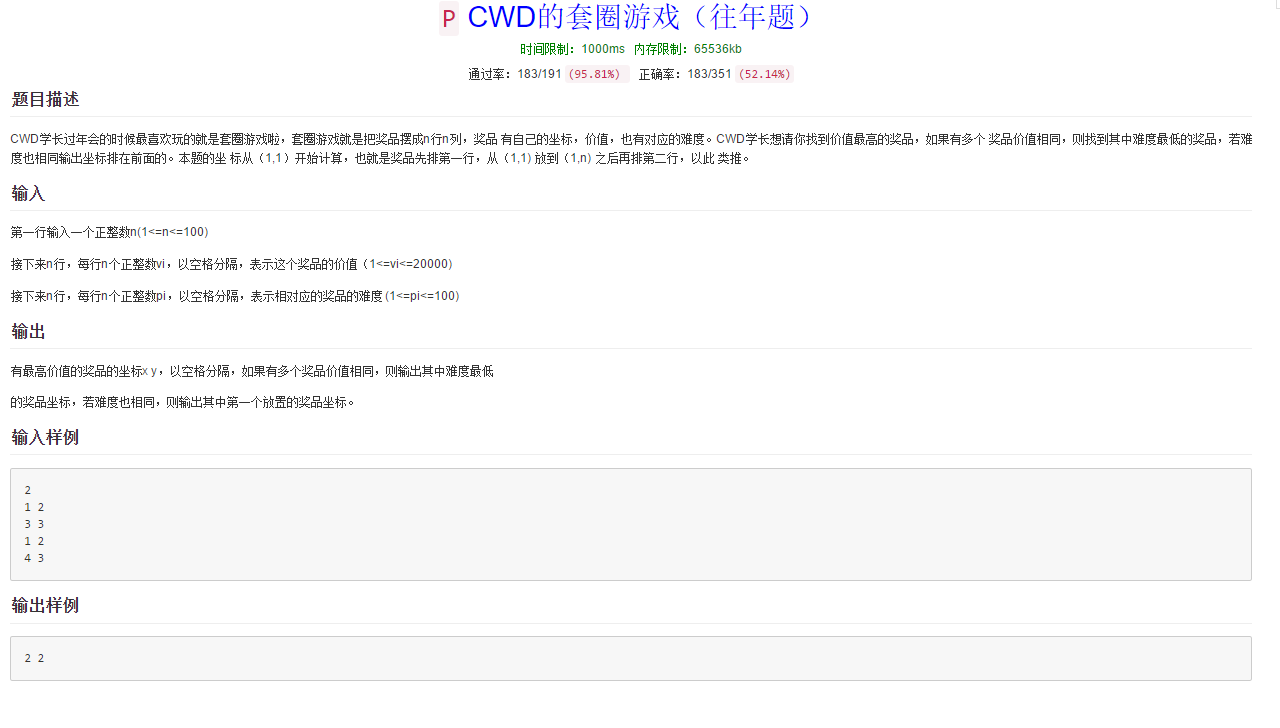 P CWD的套圈游戏（往年题）
时间限制：1000ms 内存限制：65536kb
通过率：183/191 (95.81%) 正确率：183/351 (52.14%)
题目描述
CWD学长过年会的时候最喜欢玩的就是套圈游戏啦，套圈游戏就是把奖品摆成n行n列，奖品 有自己的坐标，价值，也有对应的难度。CWD学长想请你找到价值最高的奖品，如果有多个 奖品价值相同，则找到其中难度最低的奖品，若难
度也相同输出坐标排在前面的。本题的坐 标从（1,1）开始计算，也就是奖品先排第一行，从（1,1) 放到（1,n) 之后再排第二行，以此 类推。
输入
第一行输入一个正整数n(1<=n<=100)
接下来n行，每行n个正整数vi，以空格分隔，表示这个奖品的价值（1<=vi<=20000)
接下来n行，每行n个正整数pi，以空格分隔，表示相对应的奖品的难度 (1<=pi<=100)
输出
有最高价值的奖品的坐标x y，以空格分隔，如果有多个奖品价值相同，则输出其中难度最低
的奖品坐标，若难度也相同，则输出其中第一个放置的奖品坐标。
输入样例
2
1 2
3 3
1 2
4 3
输出样例
2 2